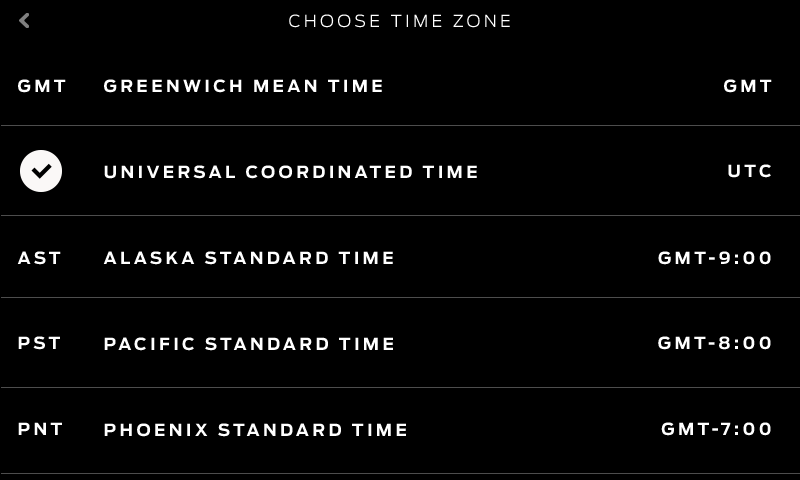 CHOOSE TIME ZONE
GMT GREENWICH MEAN TIME GMT
UNIVERSAL COORDINATED TIME UTC
AST ALASKA STANDARD TIME GMT-9:00
PST PACIFIC STANDARD TIME GMT-8:00
PNT PHOENIX STANDARD TIME GMT-7:00